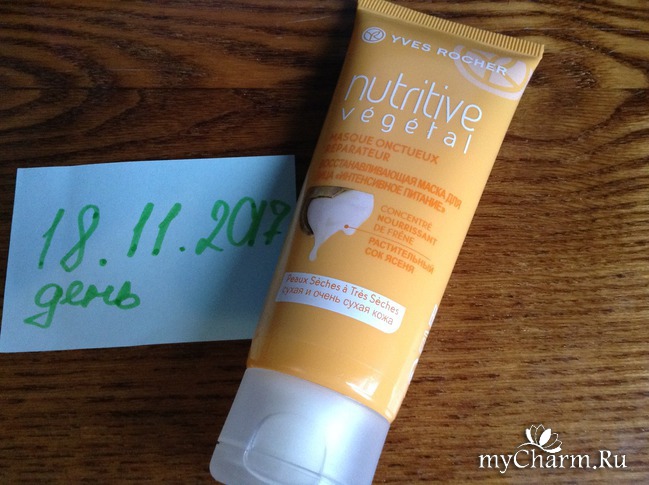 18.11.2017
день
YVES ROCHER
nutritive
végétal
MASQUE ONCTUEUX
RÉPARATEUR
ВОССТАНАВЛИВАЮЩАЯ МАСКА ДЛЯ
ЛИЦА «ИНТЕНСИВНОЕ ПИТАНИЕ»
CONCENTRÉ
NOURRISSANT
DE FRÊNE
РАСТИТЕЛЬНЫЙ
СОК ЯСЕНЯ
Peaux Sèches à Très Sèches
сухая и очень сухая кожа
myCharm.Ru